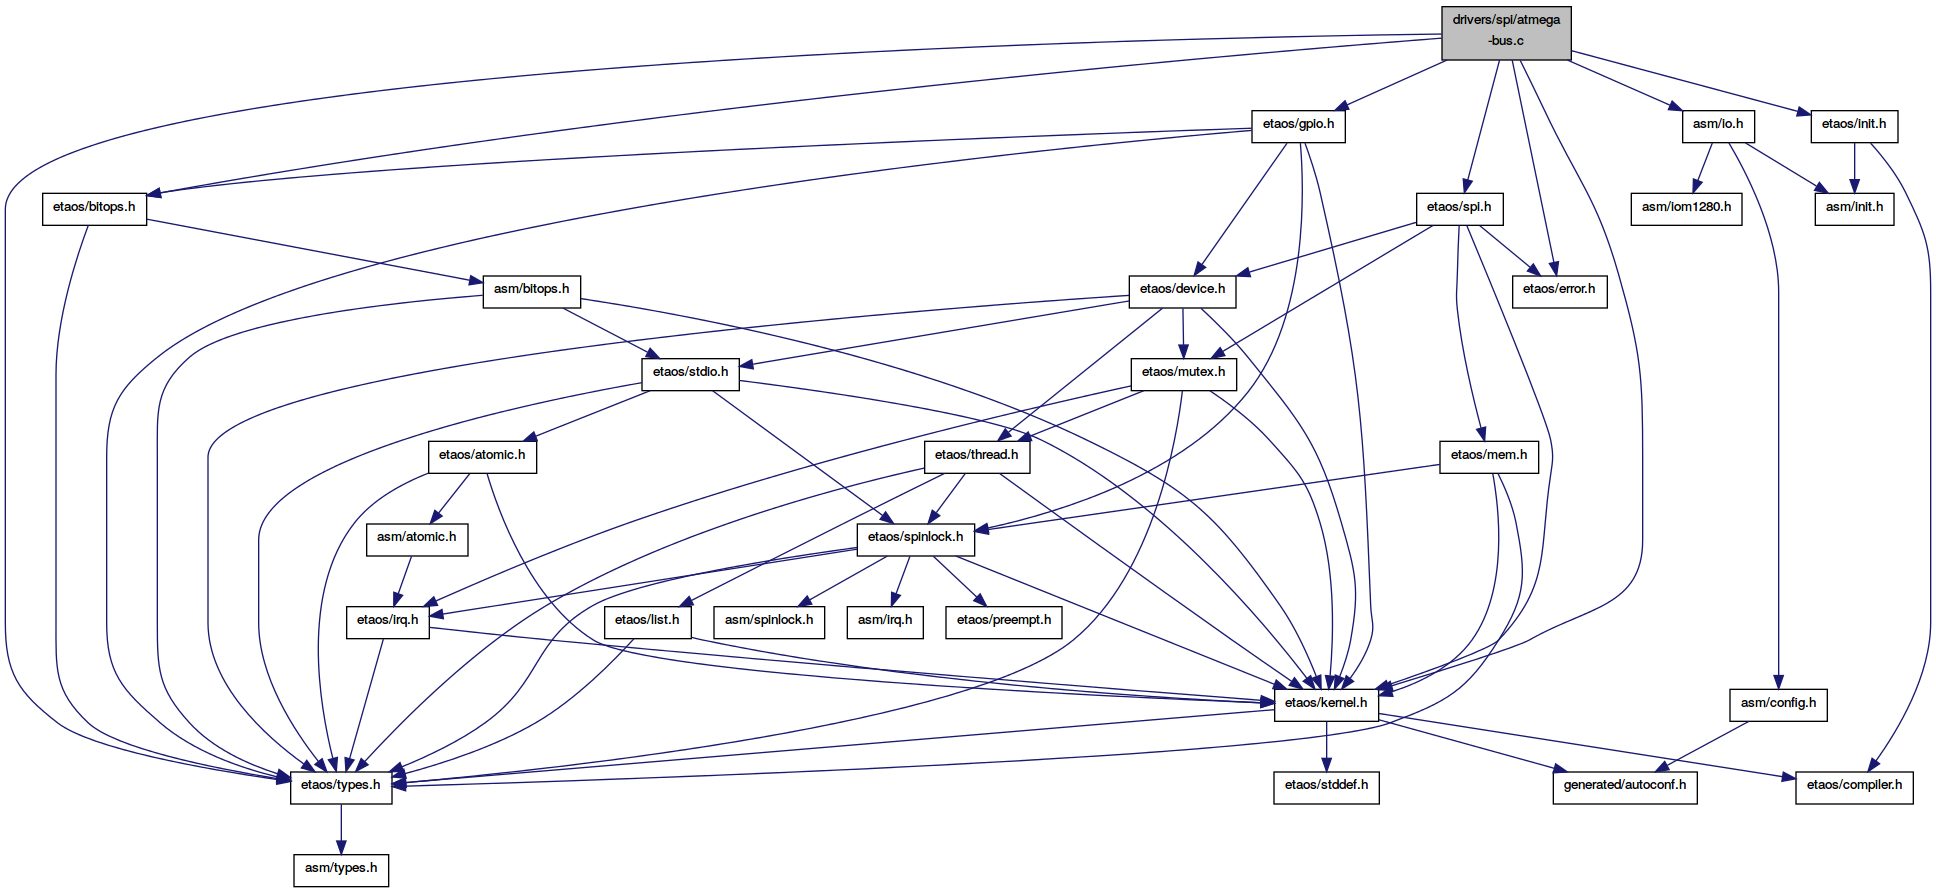 drivers/spi/atmega
-bus.c
etaos/gpio.h
asm/io.h
etaos/init.h
etaos/bitops.h
etaos/spi.h
asm/iom1280.h
asm/init.h
asm/bitops.h
etaos/device.h
etaos/error.h
etaos/stdio.h
etaos/mutex.h
etaos/atomic.h
etaos/thread.h
etaos/mem.h
asm/atomic.h
etaos/spinlock.h
etaos/irq.h
etaos/list.h
asm/spinlock.h
asm/irq.h
etaos/preempt.h
etaos/kernel.h
asm/config.h
etaos/types.h
etaos/stddef.h
generated/autoconf.h
etaos/compiler.h
asm/types.h